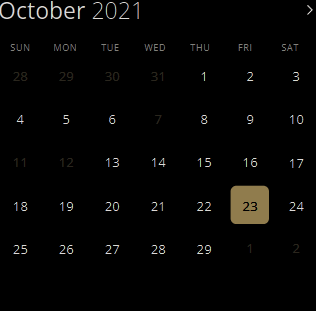 October 2021 >
SUN MON TUE WED THU FRI SAT
28 29 30 31 1 2 3
4 5 6 7 8 9 10
11 12 13 14 15 16 17
18 19 20 21 22 23 24
25 26 27 28 29 1 2